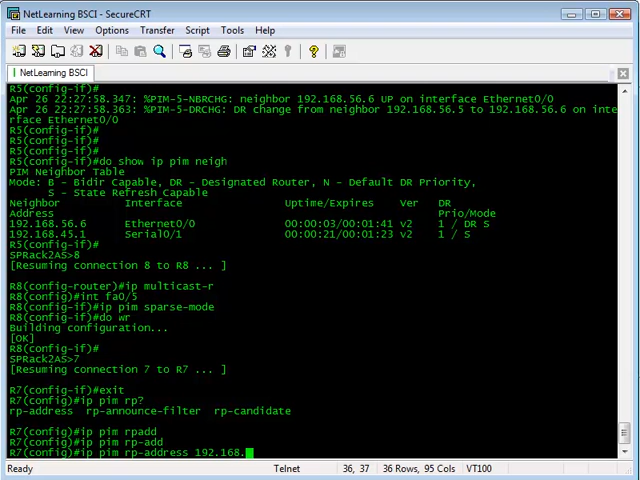 NetLearning BSCI - SecureCRT
File Edit View Options Transfer Script Tools Help
NetLearning BSCI
R5(config-if)#
Apr 26 22:27:58.347: %PIM-5-NBRCHG: neighbor 192.168.56.6 UP on interface Ethernet0/0
Apr 26 22:27:58.363: %PIM-5-DRCHG: DR change from neighbor 192.168.56.5 to 192.168.56.6 on inte
rface Ethernet0/0
R5(config-if)#
R5(config-if)#
R5(config-if)#
R5(config-if)#do show ip pim neigh
PIM Neighbor Table
Mode: B - Bidir Capable, DR - Designated Router, N - Default DR Priority,
S - State Refresh Capable
Neighbor Interface Uptime/Expires Ver DR
Address Prio/Mode
192.168.56.6 Ethernet0/0 00:00:03/00:01:41 v2 1 / DR S
192.168.45.1 Serial0/1 00:00:21/00:01:23 v2 1 / S
R5(config-if)#
SPRack2AS>8
[Resuming connection 8 to R8 ... ]
R8(config-router)#ip multicast-r
R8(config)#int fa0/5
R8(config-if)#ip pim sparse-mode
R8(config-if)#do wr
Building configuration...
[OK]
R8(config-if)#
SPRack2AS>7
[Resuming connection 7 to R7 ... ]
R7(config-if)#exit
R7(config)#ip pim rp?
rp-address rp-announce-filter rp-candidate
R7(config)#ip pim rpadd
R7(config)#ip pim rp-add
R7(config)#ip pim rp-address 192.168.
Ready Telnet 36, 37 36 Rows, 95 Cols VT100